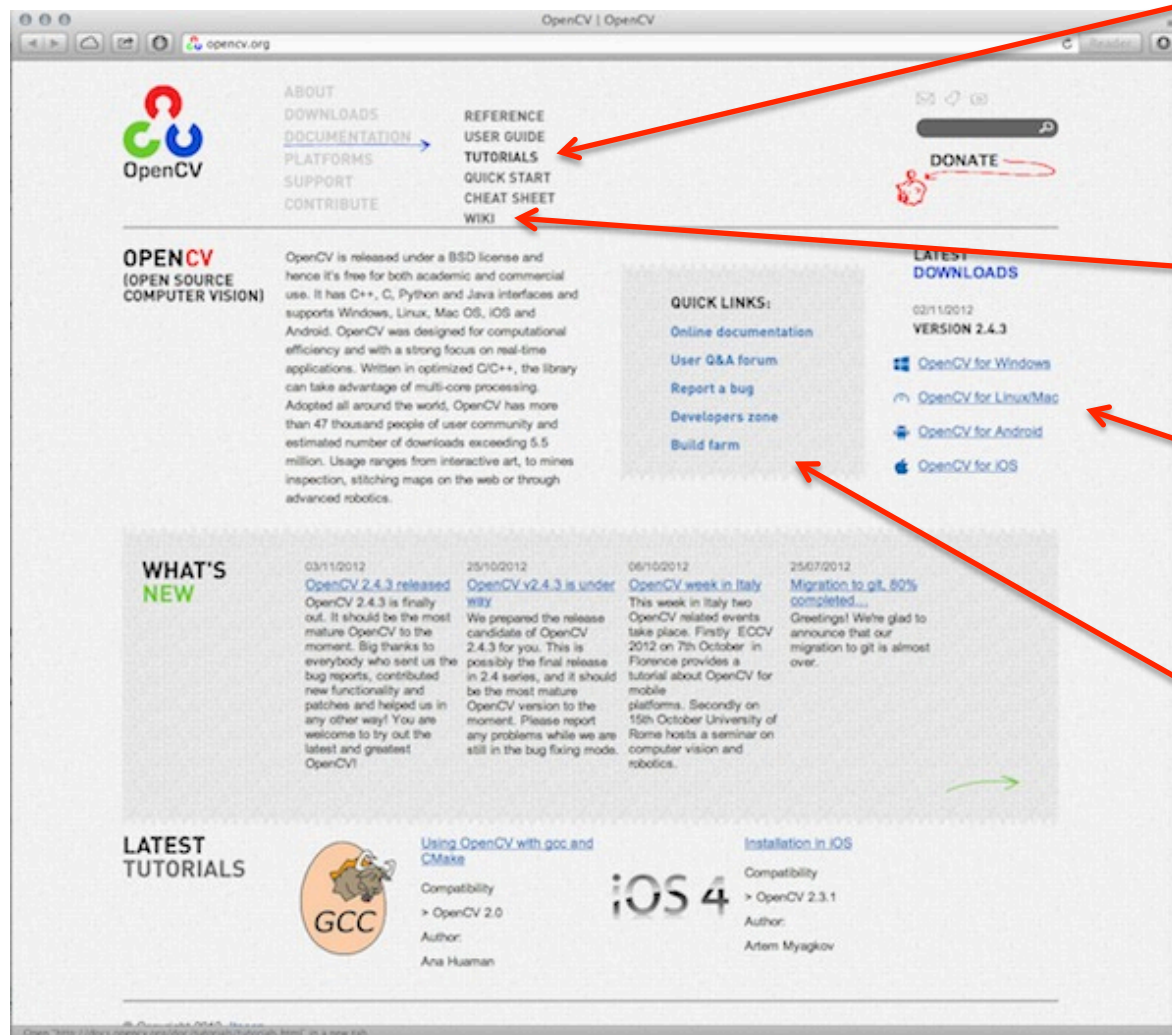 OpenCV | OpenCV
opencv.org
Reader
OpenCV
ABOUT
DOWNLOADS
DOCUMENTATION
PLATFORMS
SUPPORT
CONTRIBUTE
REFERENCE
USER GUIDE
TUTORIALS
QUICK START
CHEAT SHEET
WIKI
DONATE
OPENCV
(OPEN SOURCE
COMPUTER VISION)
OpenCV is released under a BSD license and
hence it's free for both academic and commercial
use. It has C++, C, Python and Java interfaces and
supports Windows, Linux, Mac OS, iOS and
Android. OpenCV was designed for computational
efficiency and with a strong focus on real-time
applications. Written in optimized C/C++, the library
can take advantage of multi-core processing.
Adopted all around the world, OpenCV has more
than 47 thousand people of user community and
estimated number of downloads exceeding 5.5
million. Usage ranges from interactive art, to mines
inspection, stitching maps on the web or through
advanced robotics.
QUICK LINKS:
Online documentation
User Q&A forum
Report a bug
Developers zone
Build farm
LATEST
DOWNLOADS
02/11/2012
VERSION 2.4.3
OpenCV for Windows
OpenCV for Linux/Mac
OpenCV for Android
OpenCV for iOS
WHAT'S
NEW
03/11/2012
OpenCV 2.4.3 released
OpenCV 2.4.3 is finally
out. It should be the most
mature OpenCV to the
moment. Big thanks to
everybody who sent us the
bug reports, contributed
new functionality and
patches and helped us in
any other way! You are
welcome to try out the
latest and greatest
OpenCV!
25/10/2012
OpenCV v2.4.3 is under
way
We prepared the release
candidate of OpenCV
2.4.3 for you. This is
possibly the final release
in 2.4 series, and it should
be the most mature
OpenCV version to the
moment. Please report
any problems while we are
still in the bug fixing mode.
06/10/2012
OpenCV week in Italy
This week in Italy two
OpenCV related events
take place. Firstly ECCV
2012 on 7th October in
Florence provides a
tutorial about OpenCV for
mobile
platforms. Secondly on
15th October University of
Rome hosts a seminar on
computer vision and
robotics.
25/07/2012
Migration to git, 80%
completed...
Greetings! We're glad to
announce that our
migration to git is almost
over.
LATEST
TUTORIALS
GCC
Using OpenCV with gcc and
CMake
Compatibility
> OpenCV 2.0
Author:
Ana Huaman
iOS 4
Installation in iOS
Compatibility
> OpenCV 2.3.1
Author:
Artem Myagkov